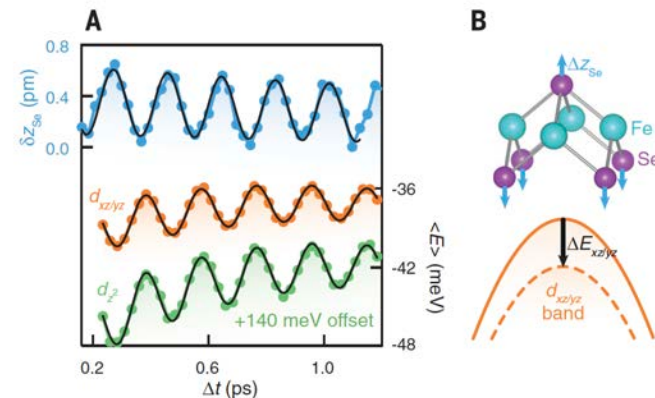 A
B
0.8
0.4
0.0
δz_Se (pm)
d_xz/yz
d_z²
+140 meV offset
-36
-42
-48
<E> (meV)
0.2
0.6
1.0
Δt (ps)
Δz_Se
Fe
Se
ΔE_xz/yz
d_xz/yz
band